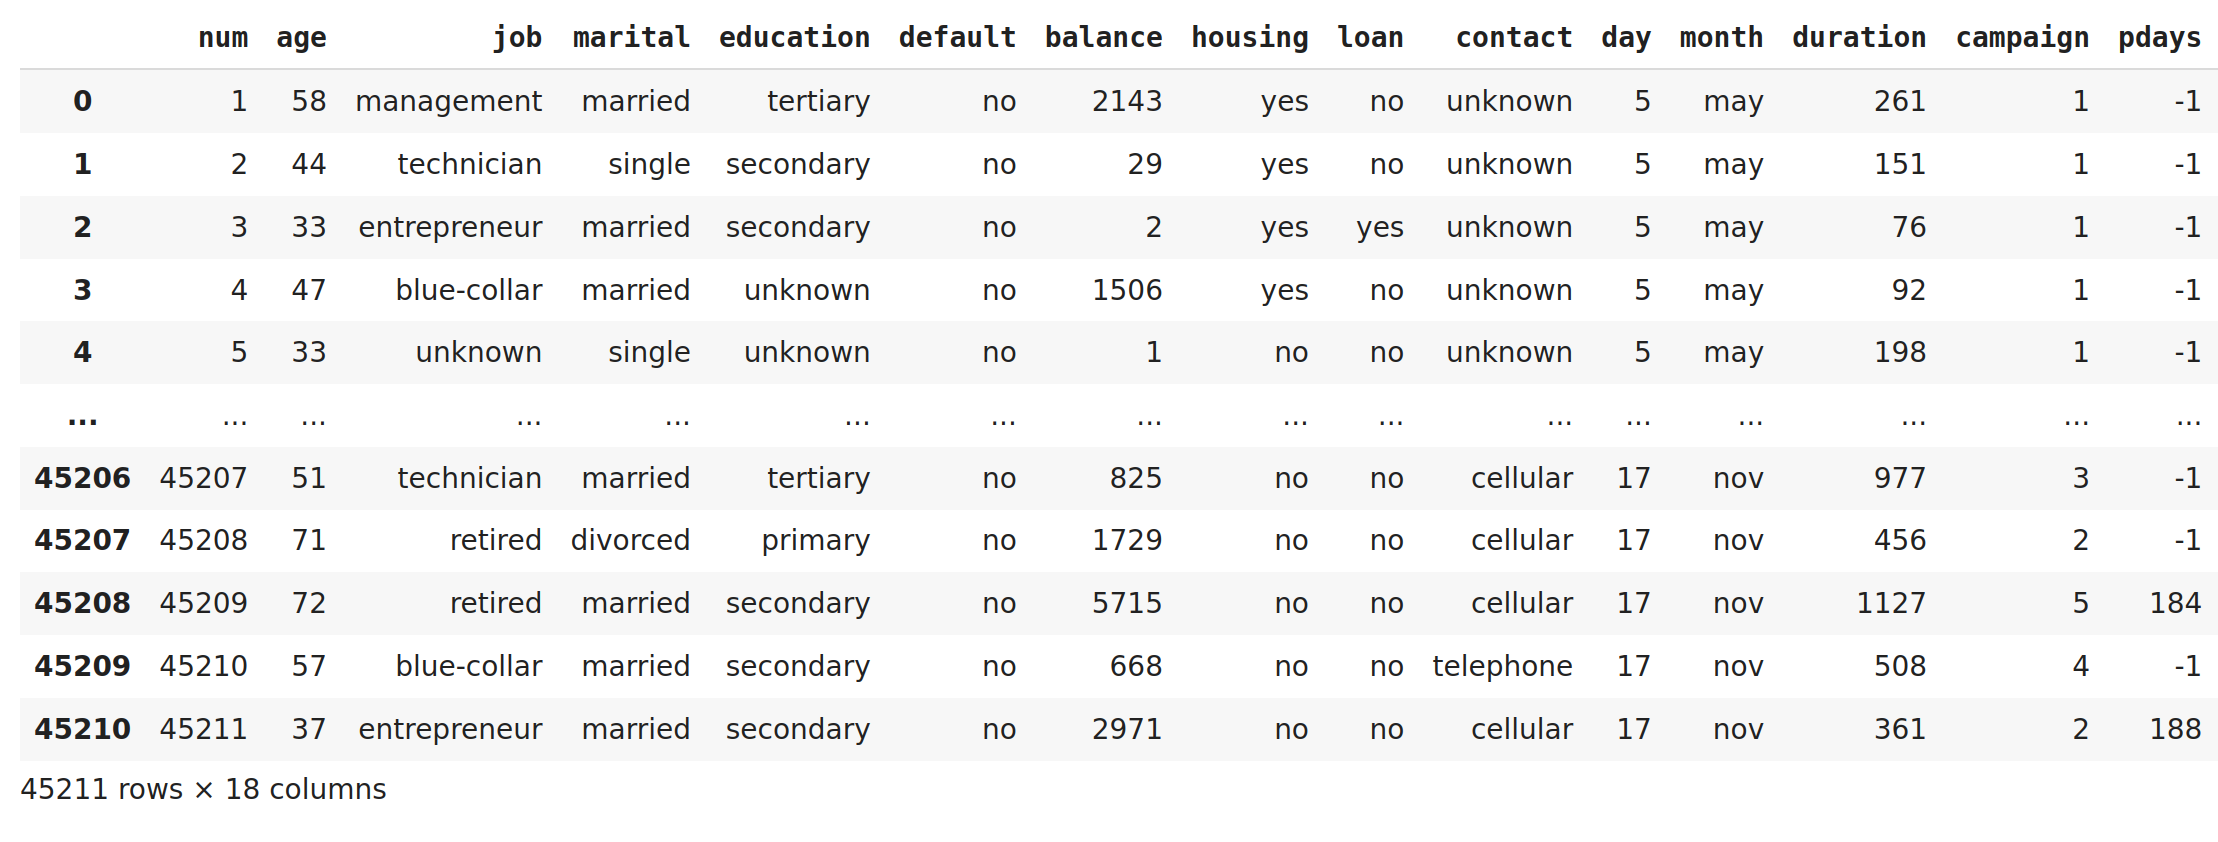 num age job marital education default balance housing loan contact day month duration campaign pdays
0 1 58 management married tertiary no 2143 yes no unknown 5 may 261 1 -1
1 2 44 technician single secondary no 29 yes no unknown 5 may 151 1 -1
2 3 33 entrepreneur married secondary no 2 yes yes unknown 5 may 76 1 -1
3 4 47 blue-collar married unknown no 1506 yes no unknown 5 may 92 1 -1
4 5 33 unknown single unknown no 1 no no unknown 5 may 198 1 -1
... ... ... ... ... ... ... ... ... ... ... ... ... ... ... ...
45206 45207 51 technician married tertiary no 825 no no cellular 17 nov 977 3 -1
45207 45208 71 retired divorced primary no 1729 no no cellular 17 nov 456 2 -1
45208 45209 72 retired married secondary no 5715 no no cellular 17 nov 1127 5 184
45209 45210 57 blue-collar married secondary no 668 no no telephone 17 nov 508 4 -1
45210 45211 37 entrepreneur married secondary no 2971 no no cellular 17 nov 361 2 188
45211 rows × 18 columns